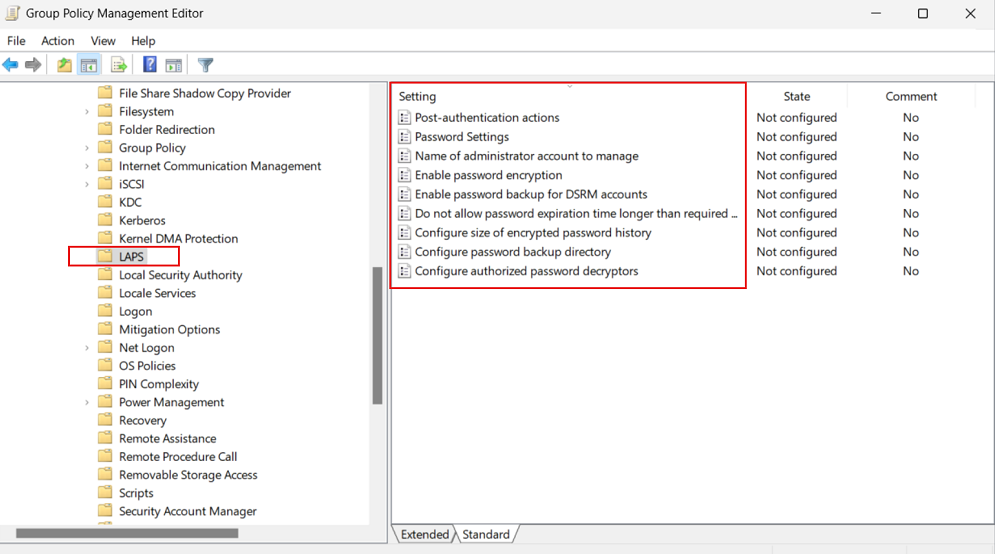 Group Policy Management Editor
File Action View Help
File Share Shadow Copy Provider
Filesystem
Folder Redirection
Group Policy
Internet Communication Management
iSCSI
KDC
Kerberos
Kernel DMA Protection
LAPS
Local Security Authority
Locale Services
Logon
Mitigation Options
Net Logon
OS Policies
PIN Complexity
Power Management
Recovery
Remote Assistance
Remote Procedure Call
Removable Storage Access
Scripts
Security Account Manager
Setting State Comment
Post-authentication actions Not configured No
Password Settings Not configured No
Name of administrator account to manage Not configured No
Enable password encryption Not configured No
Enable password backup for DSRM accounts Not configured No
Do not allow password expiration time longer than required ... Not configured No
Configure size of encrypted password history Not configured No
Configure password backup directory Not configured No
Configure authorized password decryptors Not configured No
Extended Standard